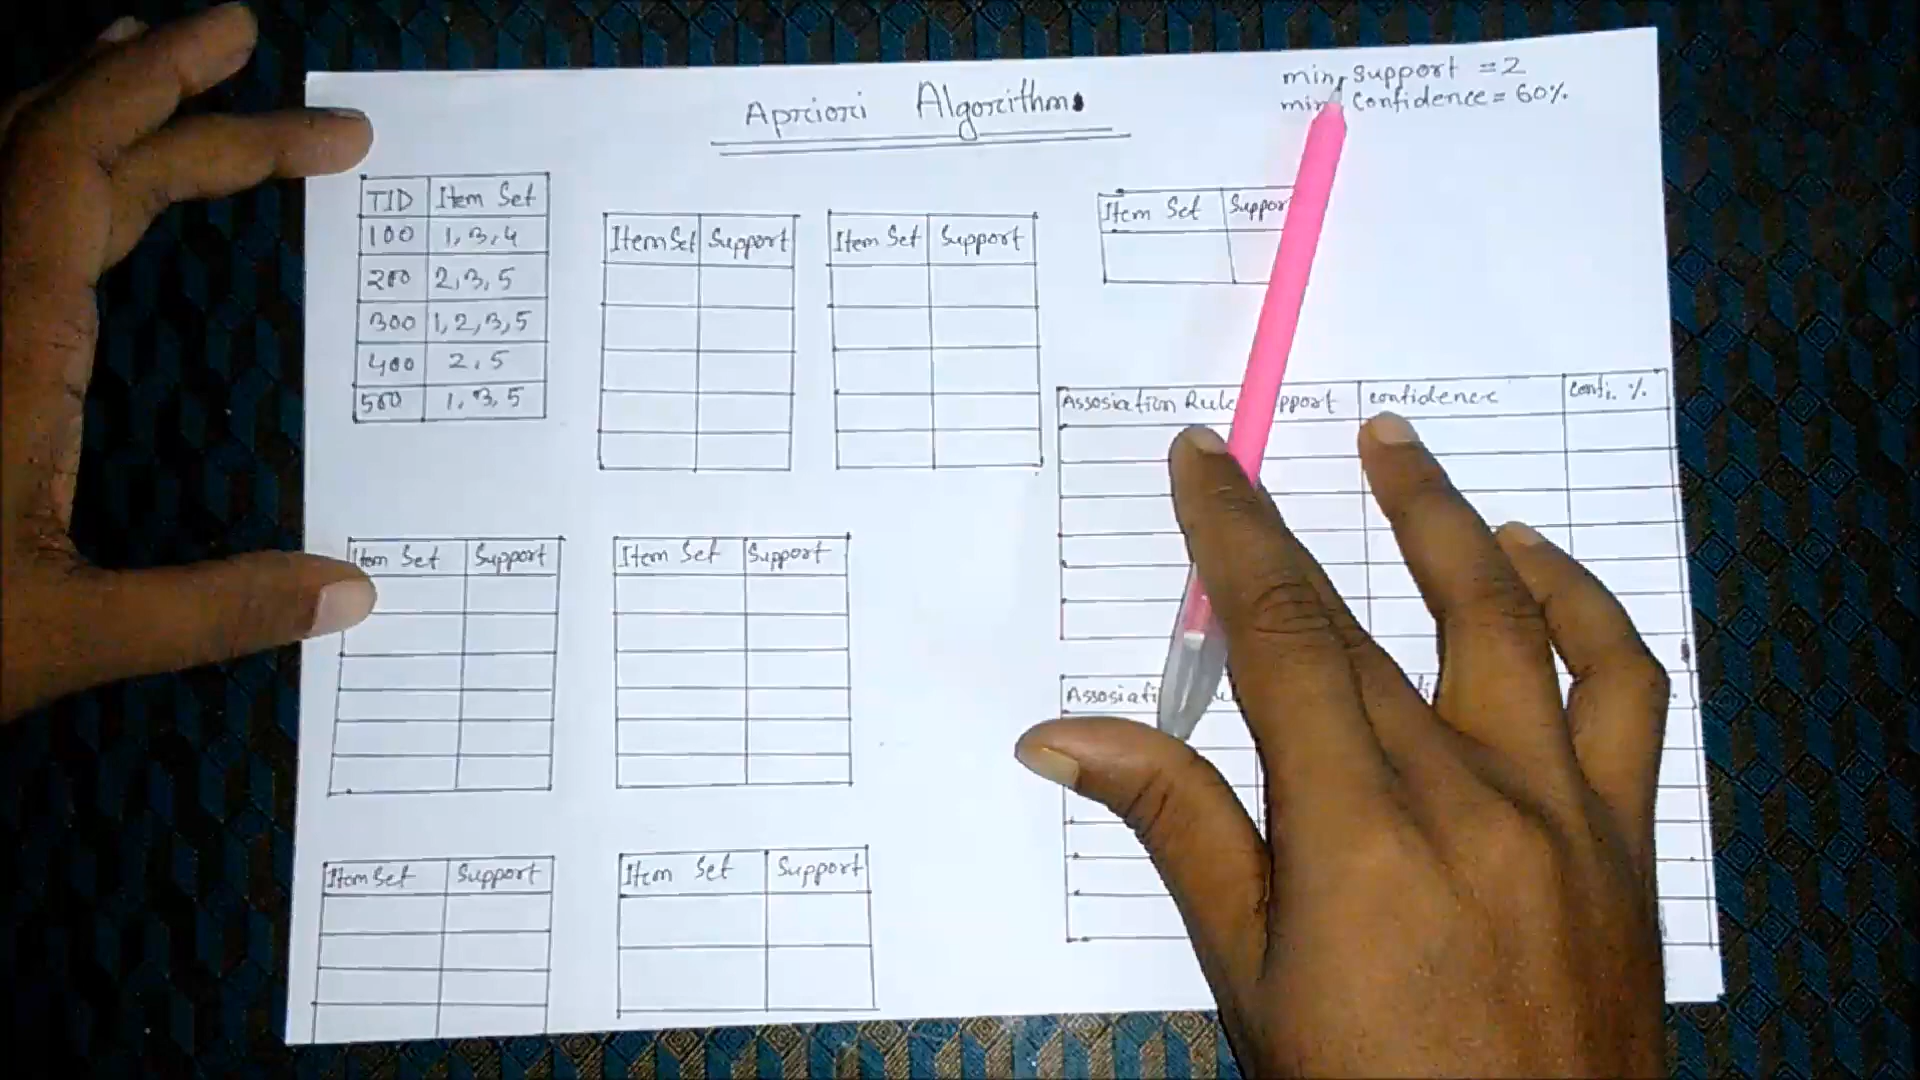 Apriori Algorithm
min, support = 2
min, Confidence = 60%
TID Item Set
100 1, 3, 4
200 2, 3, 5
300 1, 2, 3, 5
400 2, 5
500 1, 3, 5
Item Set Support
Item Set Support
Item Set
Assosiation Rule confidence Confi. %
Item Set Support
Item Set Support
Item Set Support
Item Set Support